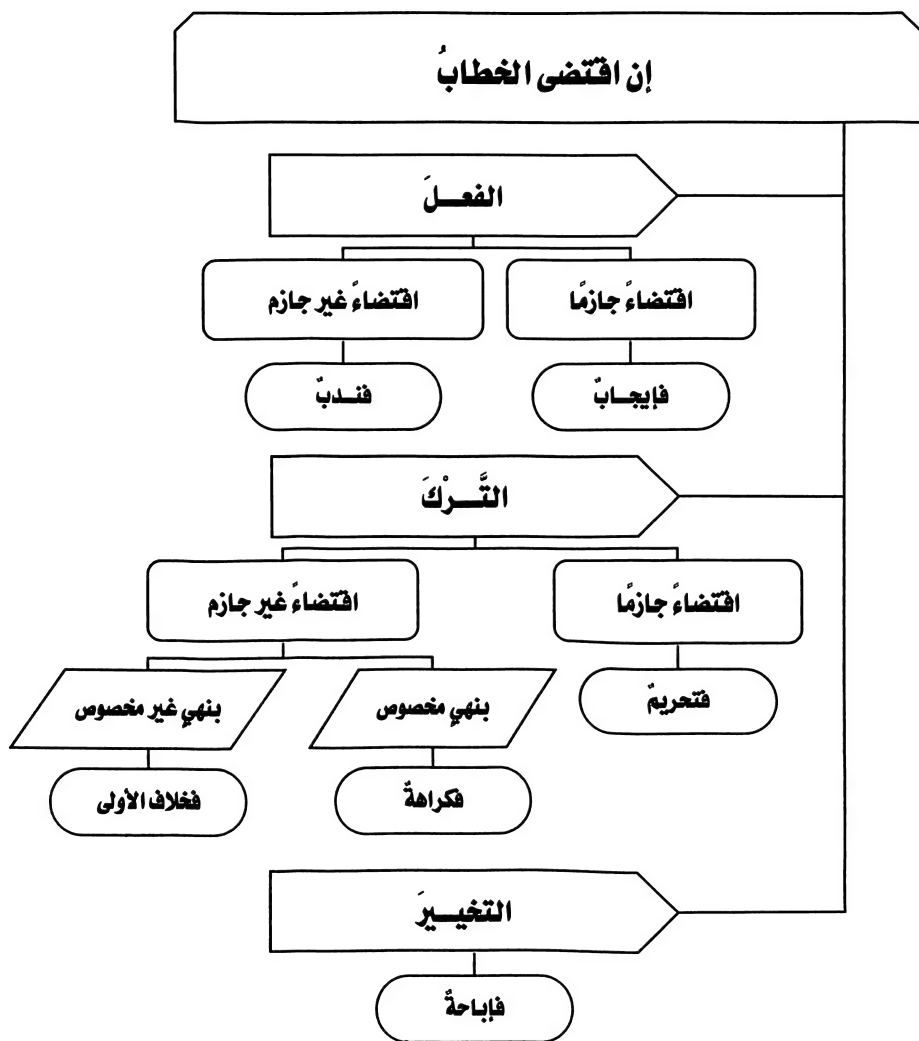 إن اقتضى الخطابُ
الفعــلَ
اقتضاءً جازمًا
اقتضاءً غير جازم
فإيجــابٌ
فنــدبٌ
التَّــرْكَ
اقتضاءً جازمًا
اقتضاءً غير جازم
فتحريمٌ
بنهيٍ مخصوص
بنهيٍ غير مخصوص
فكراهةٌ
فخلاف الأولى
التخييــرَ
فإباحةٌ